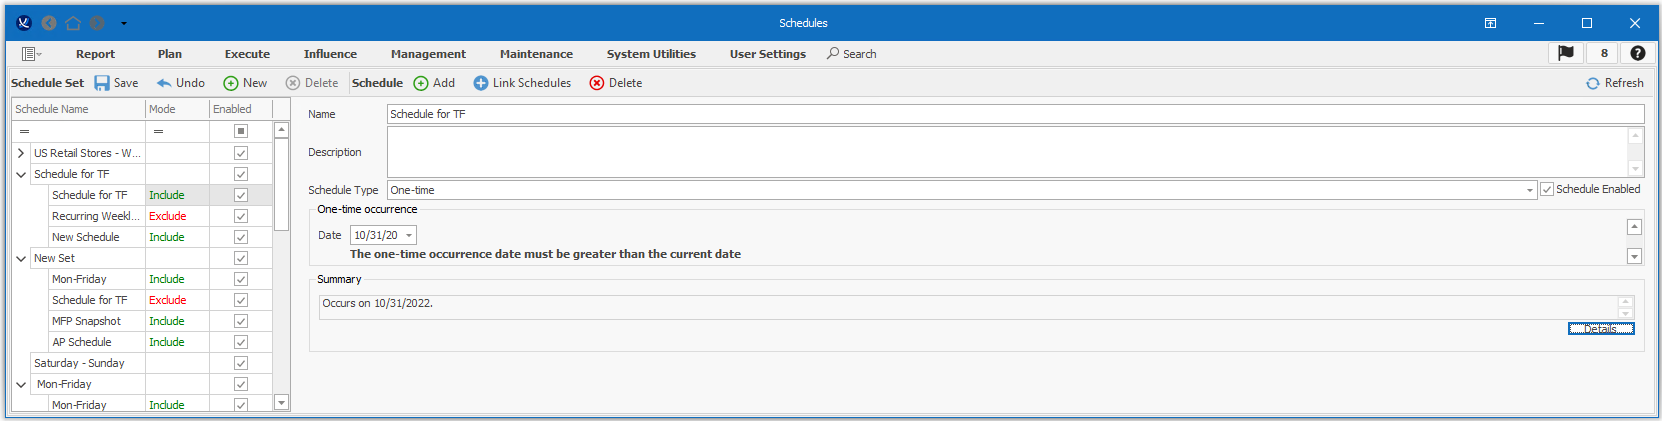 Schedules
Report Plan Execute Influence Management Maintenance System Utilities User Settings Search 8 ?
Schedule Set Save Undo New Delete Schedule Add Link Schedules Delete Refresh
Schedule Name Mode Enabled
= =
US Retail Stores - W...
Schedule for TF
Schedule for TF Include
Recurring Weekl... Exclude
New Schedule Include
New Set
Mon-Friday Include
Schedule for TF Exclude
MFP Snapshot Include
AP Schedule Include
Saturday - Sunday
Mon-Friday
Mon-Friday Include
Name Schedule for TF
Description
Schedule Type One-time Schedule Enabled
One-time occurrence
Date 10/31/20
The one-time occurrence date must be greater than the current date
Summary
Occurs on 10/31/2022.
Details